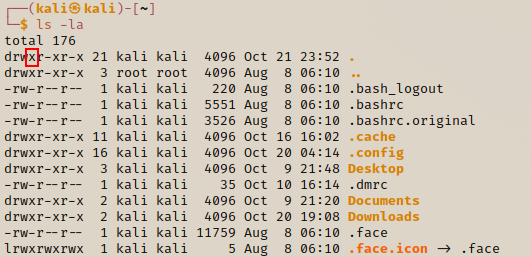 ┌──(kali㉿kali)-[~]
└─$ ls -la
total 176
drwxr-xr-x 21 kali kali  4096 Oct 21 23:52 .
drwxr-xr-x  3 root root  4096 Aug  8 06:10 ..
-rw-r--r--  1 kali kali   220 Aug  8 06:10 .bash_logout
-rw-r--r--  1 kali kali  5551 Aug  8 06:10 .bashrc
-rw-r--r--  1 kali kali  3526 Aug  8 06:10 .bashrc.original
drwxr-xr-x 11 kali kali  4096 Oct 16 16:02 .cache
drwxr-xr-x 16 kali kali  4096 Oct 20 04:14 .config
drwxr-xr-x  3 kali kali  4096 Oct  9 21:48 Desktop
-rw-r--r--  1 kali kali    35 Oct 10 16:14 .dmrc
drwxr-xr-x  2 kali kali  4096 Oct  9 21:20 Documents
drwxr-xr-x  2 kali kali  4096 Oct 20 19:08 Downloads
-rw-r--r--  1 kali kali 11759 Aug  8 06:10 .face
lrwxrwxrwx  1 kali kali     5 Aug  8 06:10 .face.icon -> .face